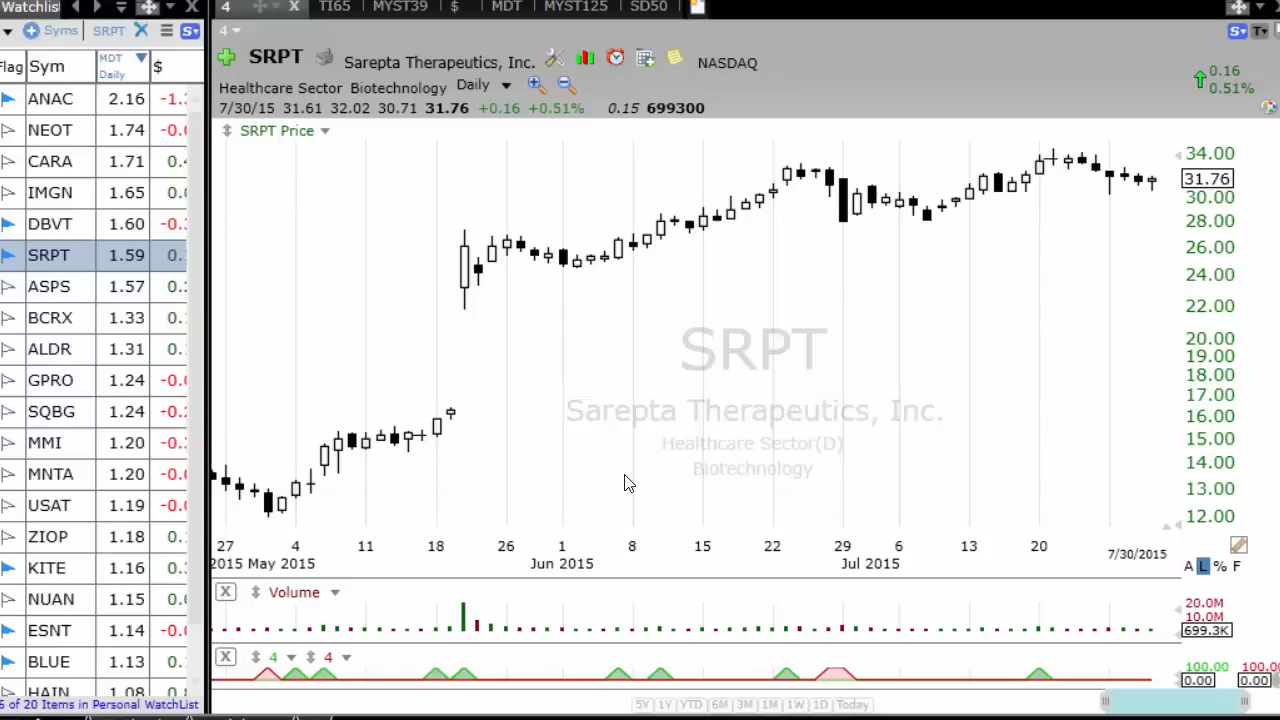 Watchlist
4 TI65 MYST39 $ MDT MYST125 SD50
Syms SRPT S
Flag Sym MDT Daily $
ANAC 2.16
NEOT 1.74
CARA 1.71
IMGN 1.65
DBVT 1.60
SRPT 1.59
ASPS 1.57
BCRX 1.33
ALDR 1.31
GPRO 1.24
SQBG 1.24
MMI 1.20
MNTA 1.20
USAT 1.19
ZIOP 1.18
KITE 1.16
NUAN 1.15
ESNT 1.14
BLUE 1.13
HAIN 1.08
of 20 Items in Personal WatchList
4
SRPT Sarepta Therapeutics, Inc. NASDAQ
Healthcare Sector Biotechnology Daily
7/30/15 31.61 32.02 30.71 31.76 +0.16 +0.51% 0.15 699300
S T
0.16
0.51%
SRPT Price
34.00
31.76
30.00
28.00
26.00
24.00
22.00
20.00
19.00
18.00
17.00
16.00
15.00
14.00
13.00
12.00
SRPT
Sarepta Therapeutics, Inc.
Healthcare Sector(D)
Biotechnology
27 4 11 18 26 1 8 15 22 29 6 13 20
2015 May 2015 Jun 2015 Jul 2015 7/30/2015
A L % F
X Volume
20.0M
10.0M
699.3K
X 4 4
100.00 100.0
0.00 0.00
5Y 1Y YTD 6M 3M 1M 1W 1D Today